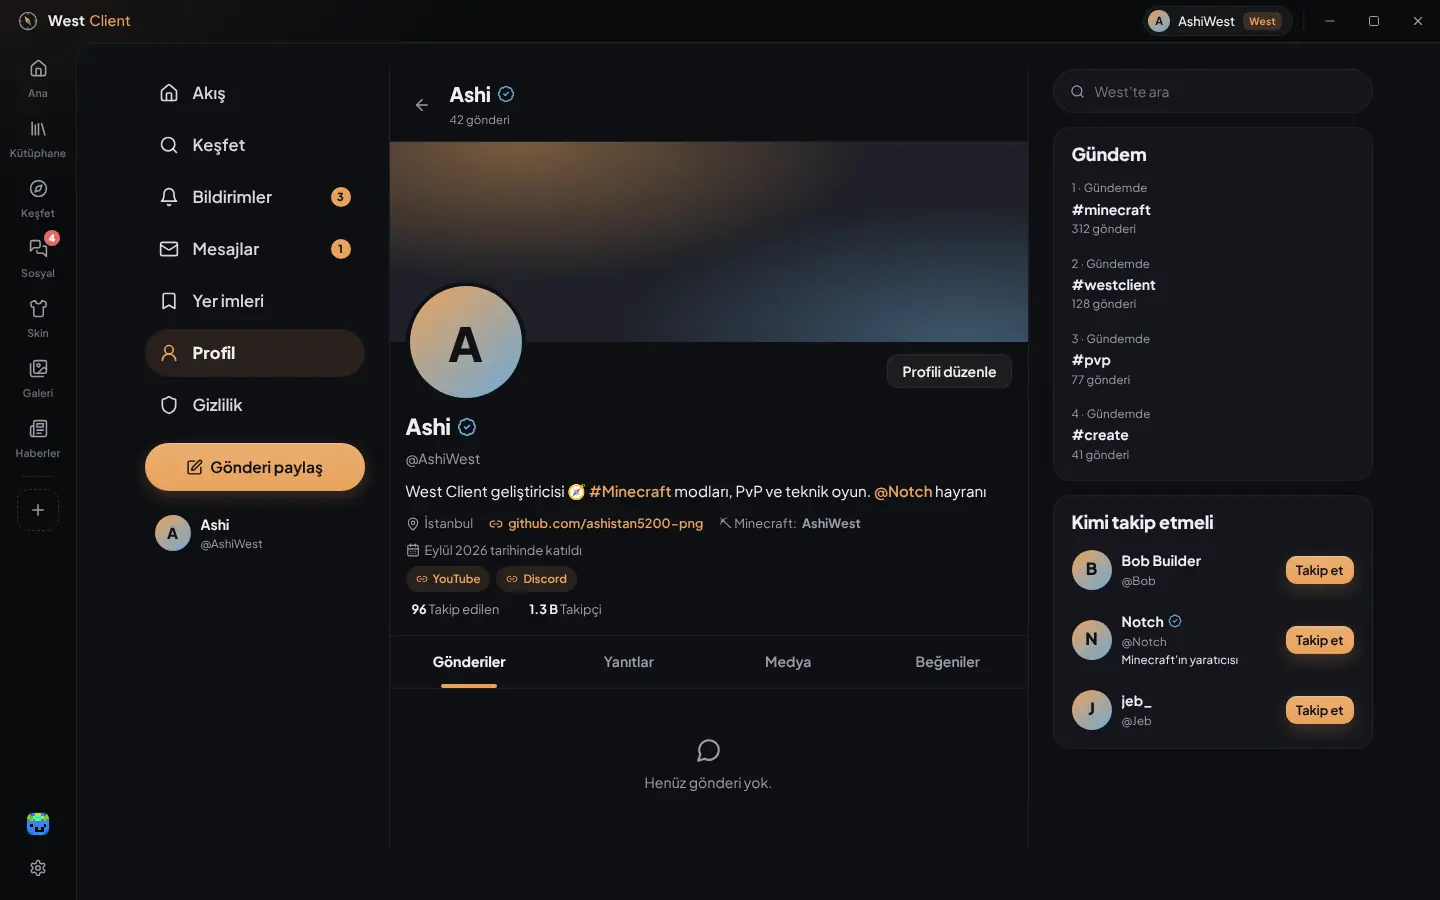 West Client
A AshiWest West
Ana
Kütüphane
Keşfet
4
Sosyal
Skin
Galeri
Haberler
Akış
Keşfet
Bildirimler 3
Mesajlar 1
Yer imleri
Profil
Gizlilik
Gönderi paylaş
A
Ashi
@AshiWest
Ashi
42 gönderi
A
Profili düzenle
Ashi
@AshiWest
West Client geliştiricisi 🧭 #Minecraft modları, PvP ve teknik oyun. @Notch hayranı
İstanbul github.com/ashistan5200-png ⛏ Minecraft: AshiWest
Eylül 2026 tarihinde katıldı
YouTube Discord
96 Takip edilen 1.3 B Takipçi
Gönderiler Yanıtlar Medya Beğeniler
Henüz gönderi yok.
West'te ara
Gündem
1 · Gündemde
#minecraft
312 gönderi
2 · Gündemde
#westclient
128 gönderi
3 · Gündemde
#pvp
77 gönderi
4 · Gündemde
#create
41 gönderi
Kimi takip etmeli
B
Bob Builder
@Bob
Takip et
N
Notch
@Notch
Minecraft'ın yaratıcısı
Takip et
J
jeb_
@Jeb
Takip et